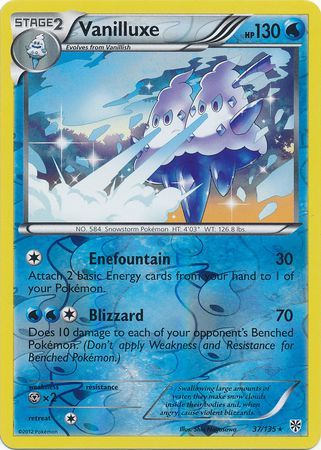 STAGE2
Vanilluxe
HP130
Evolves from Vanillish
NO. 584 Snowstorm Pokémon HT: 4'03" WT: 126.8 lbs.
Enefountain 30
Attach 2 basic Energy cards from your hand to 1 of
your Pokémon.
Blizzard 70
Does 10 damage to each of your opponent's Benched
Pokémon. (Don't apply Weakness and Resistance for
Benched Pokémon.)
weakness resistance
×2
retreat
Swallowing large amounts of
water, they make snow clouds
inside their bodies and, when
angry, cause violent blizzards.
Illus. Shin Nagasawa
©2012 Pokémon
37/135★